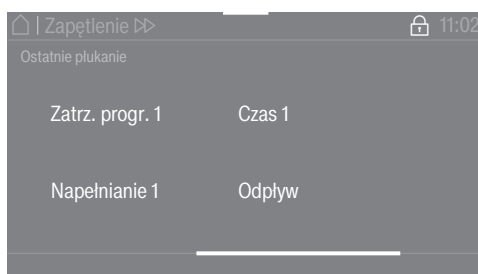 Zapętlenie 11:02
Ostatnie płukanie
Zatrz. progr. 1 Czas 1
Napełnianie 1 Odpływ